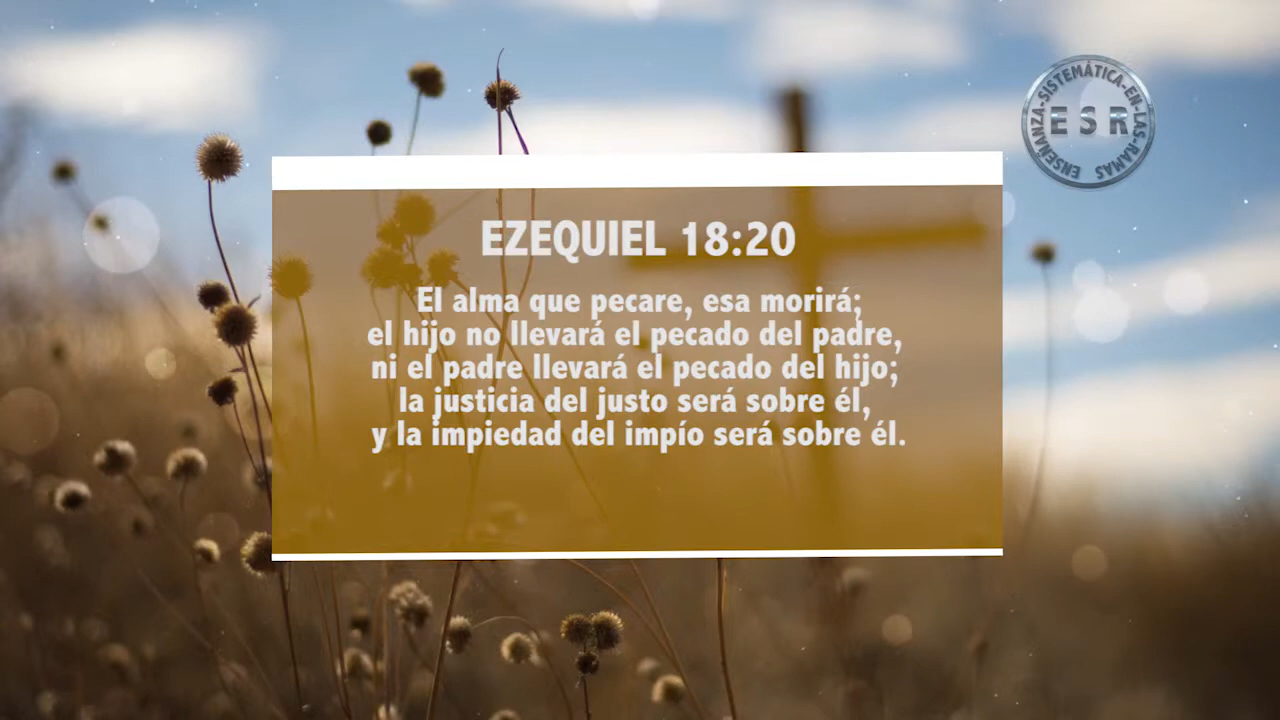 ENSEÑANZA-SISTEMÁTICA-EN-LAS-RAMAS
ESR
EZEQUIEL 18:20
El alma que pecare, esa morirá;
el hijo no llevará el pecado del padre,
ni el padre llevará el pecado del hijo;
la justicia del justo será sobre él,
y la impiedad del impío será sobre él.